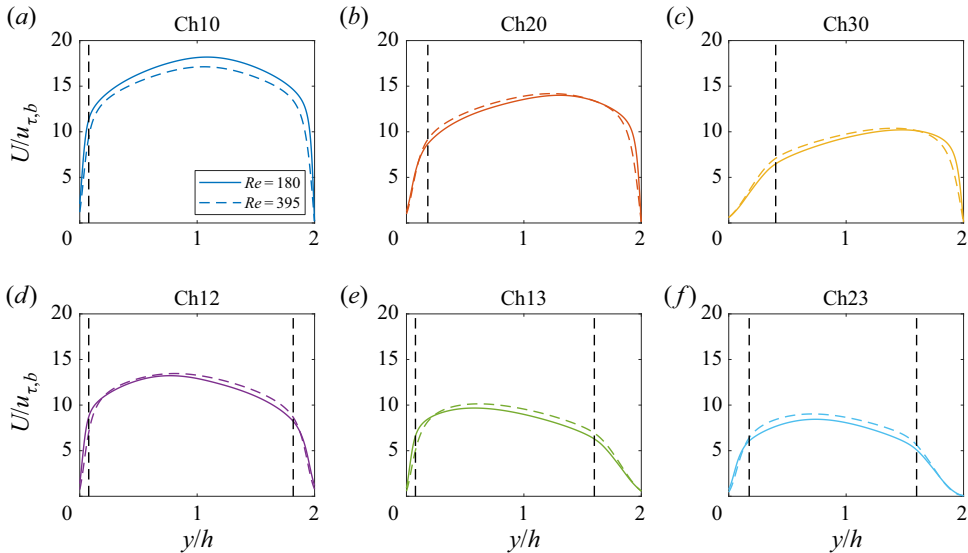 (a) Ch10 (b) Ch20 (c) Ch30
20 20 20
15 15 15
U/uτ,b 10 10 10
5 5 5
Re = 180
Re = 395
0 1 2 0 1 2 0 1 2
(d) Ch12 (e) Ch13 (f) Ch23
20 20 20
15 15 15
U/uτ,b 10 10 10
5 5 5
0 1 2 0 1 2 0 1 2
y/h y/h y/h